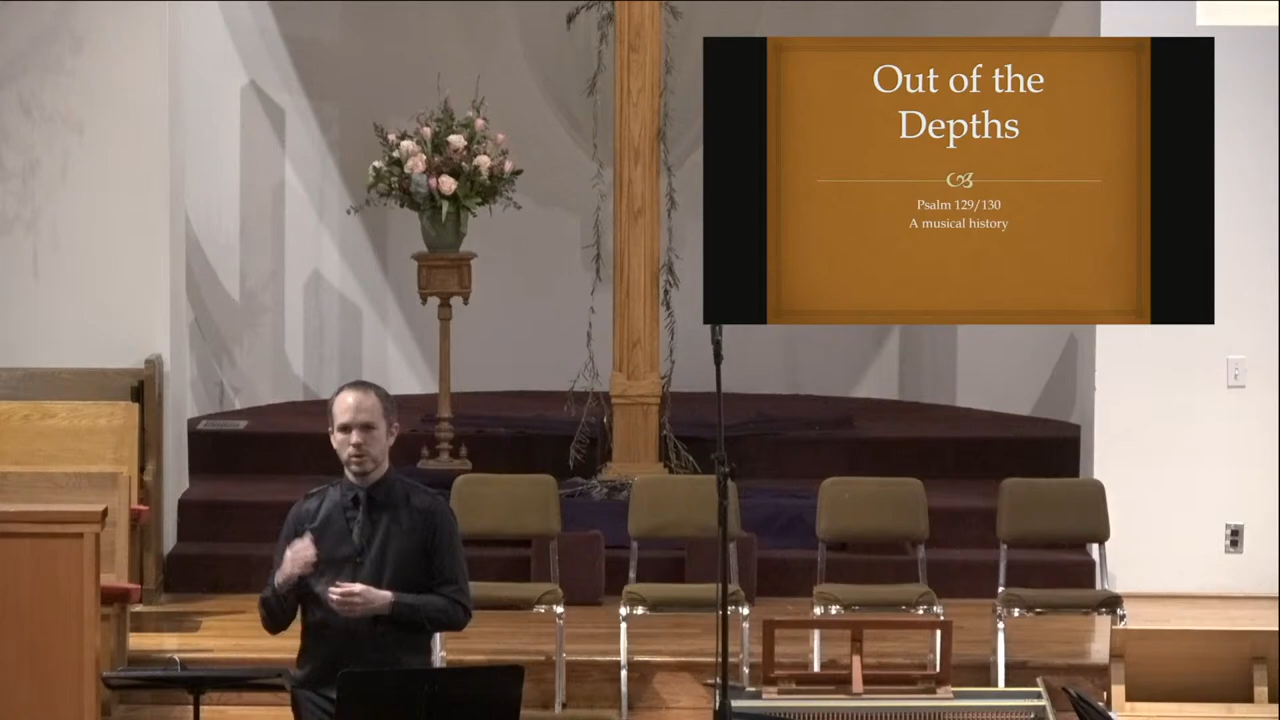 Out of the
Depths
Psalm 129/130
A musical history